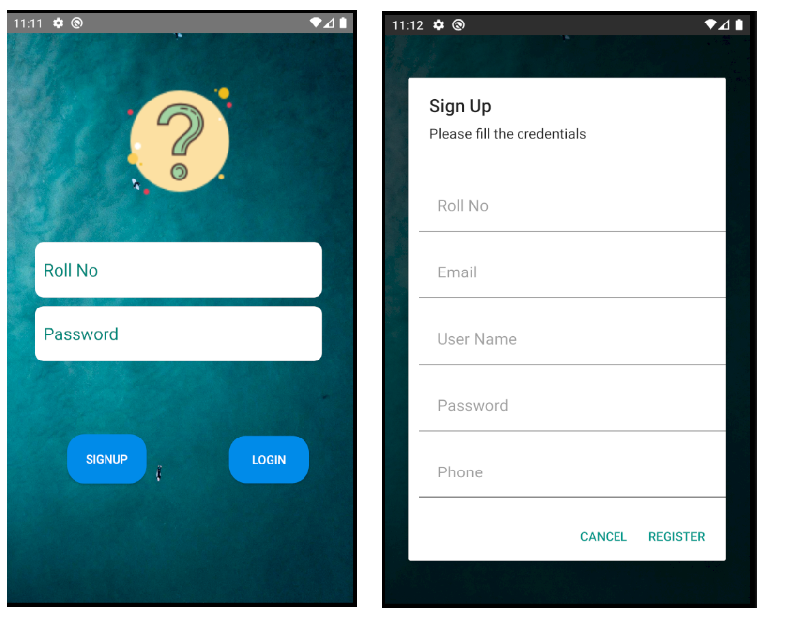 11:11
?
Roll No
Password
SIGNUP
LOGIN
11:12
Sign Up
Please fill the credentials
Roll No
Email
User Name
Password
Phone
CANCEL REGISTER